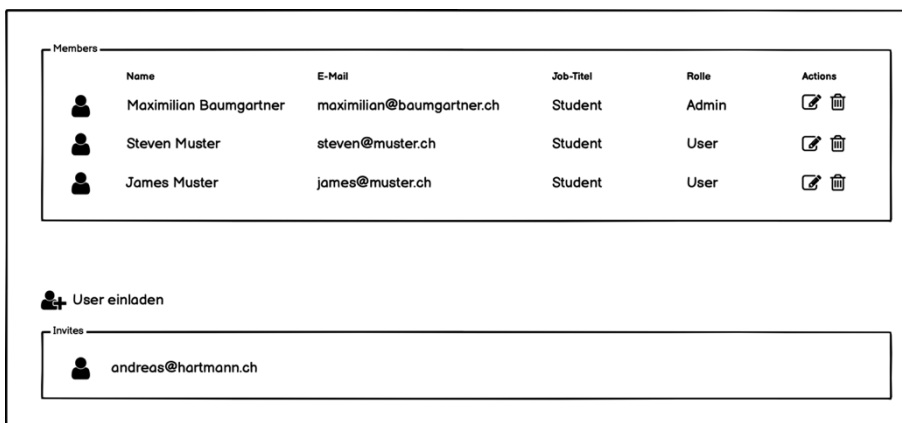 Members
Name E-Mail Job-Titel Rolle Actions
Maximilian Baumgartner maximilian@baumgartner.ch Student Admin
Steven Muster steven@muster.ch Student User
James Muster james@muster.ch Student User
User einladen
Invites
andreas@hartmann.ch